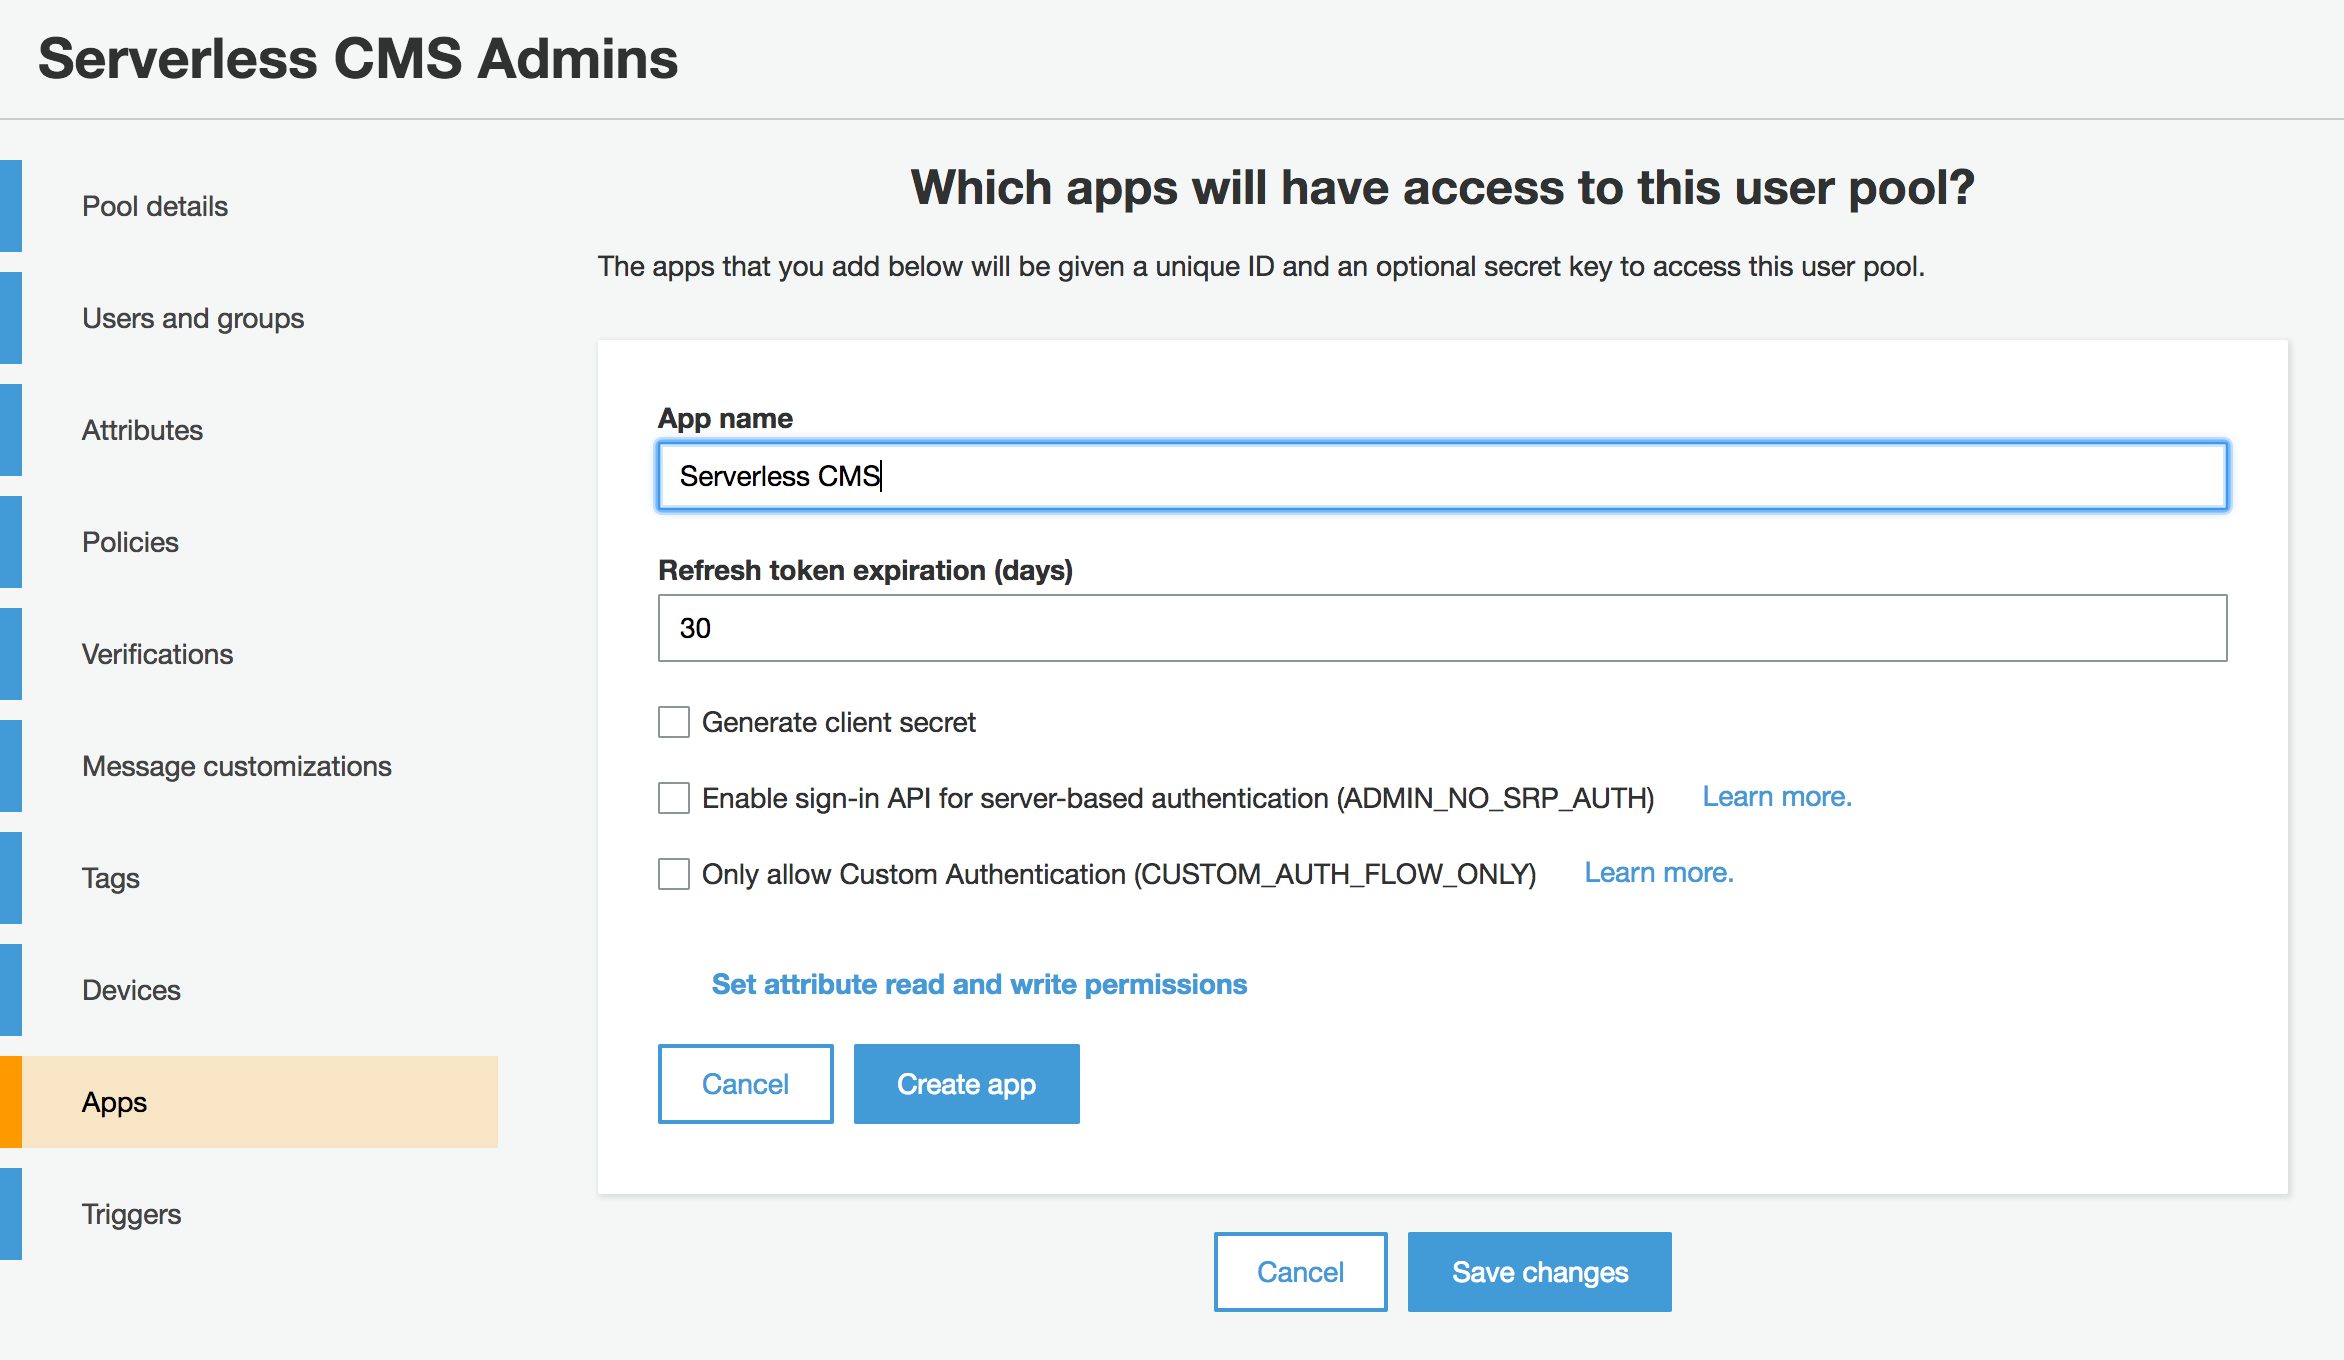 Serverless CMS Admins
Pool details
Users and groups
Attributes
Policies
Verifications
Message customizations
Tags
Devices
Apps
Triggers
Which apps will have access to this user pool?
The apps that you add below will be given a unique ID and an optional secret key to access this user pool.
App name
Serverless CMS
Refresh token expiration (days)
30
Generate client secret
Enable sign-in API for server-based authentication (ADMIN_NO_SRP_AUTH) Learn more.
Only allow Custom Authentication (CUSTOM_AUTH_FLOW_ONLY) Learn more.
Set attribute read and write permissions
Cancel Create app
Cancel Save changes